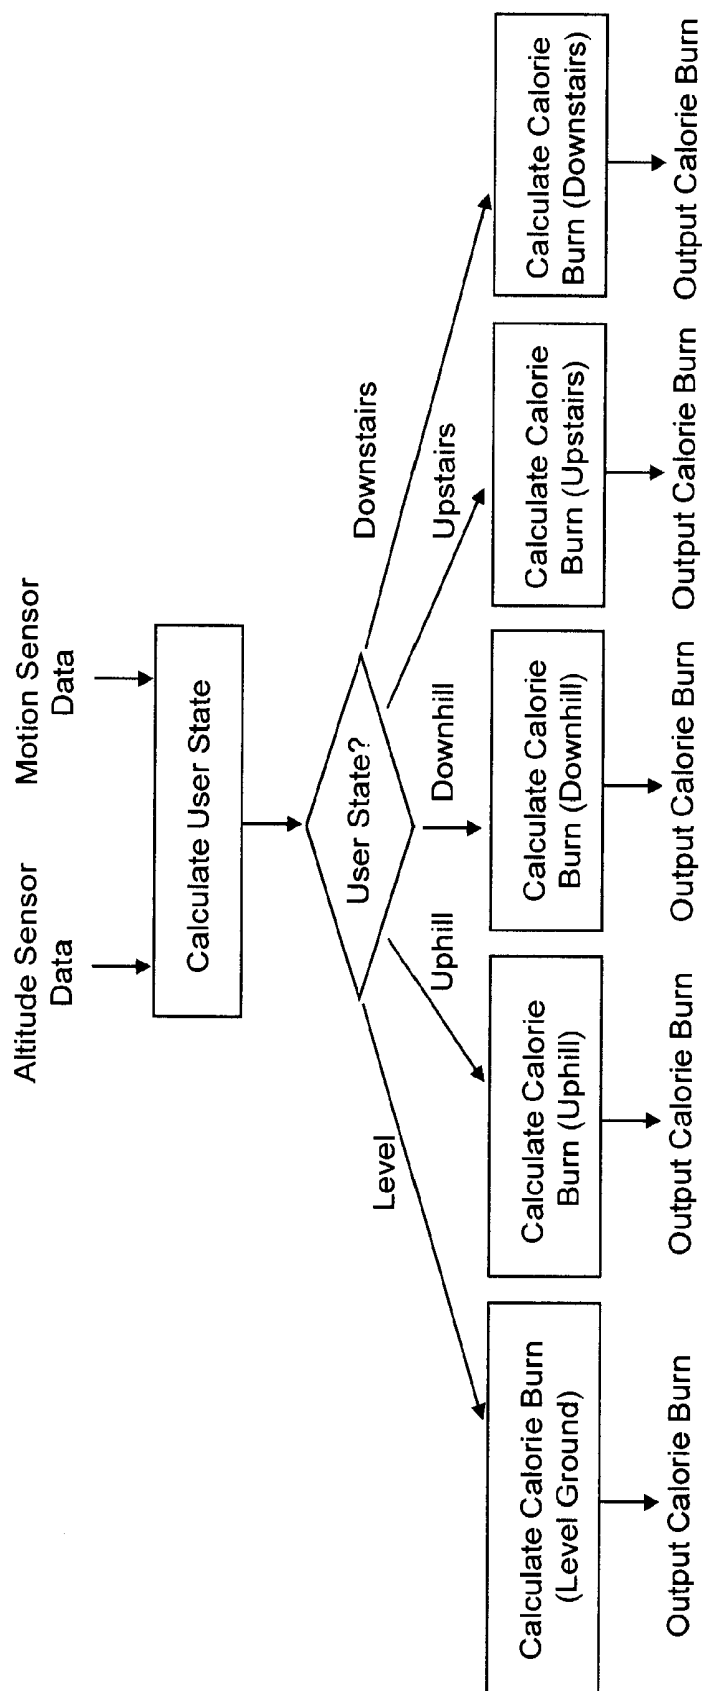 Altitude Sensor
Data
Motion Sensor
Data
Calculate User State
User State?
Level
Uphill
Downhill
Upstairs
Downstairs
Calculate Calorie Burn
(Level Ground)
Calculate Calorie
Burn (Uphill)
Calculate Calorie
Burn (Downhill)
Calculate Calorie
Burn (Upstairs)
Calculate Calorie
Burn (Downstairs)
Output Calorie Burn
Output Calorie Burn
Output Calorie Burn
Output Calorie Burn
Output Calorie Burn